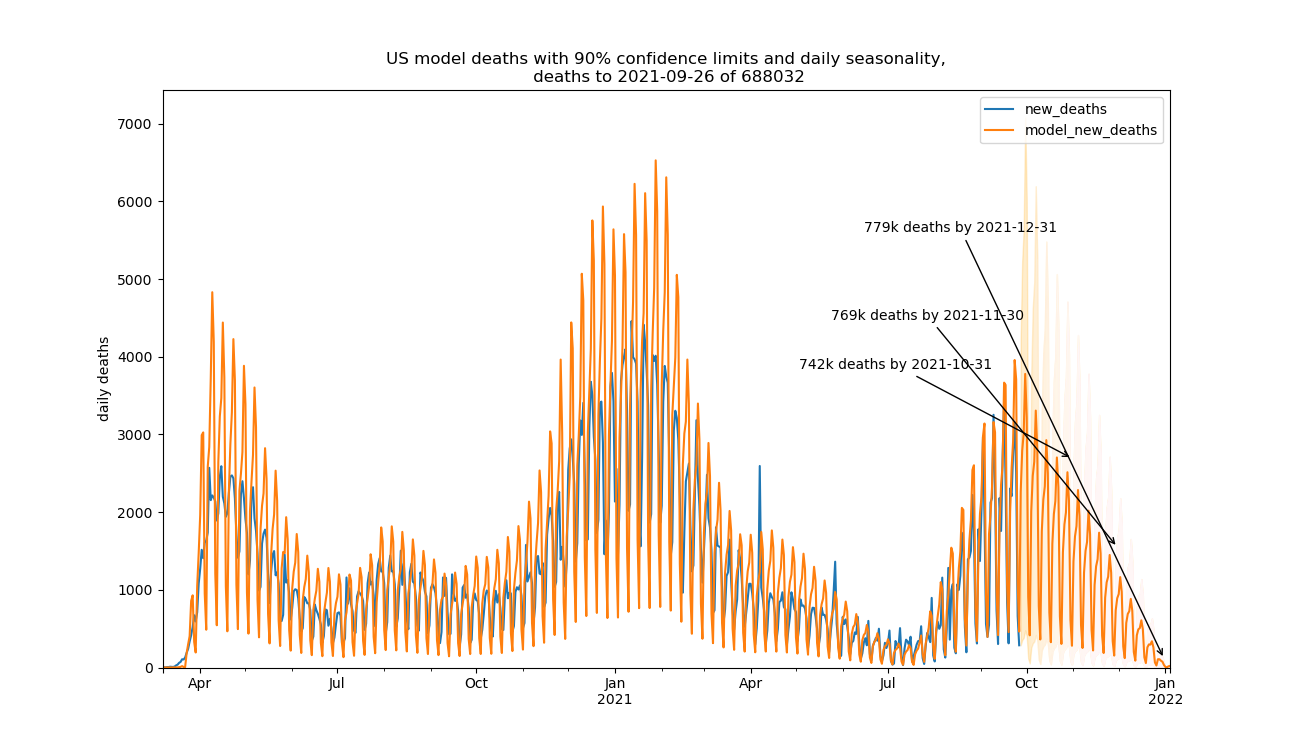 US model deaths with 90% confidence limits and daily seasonality,
deaths to 2021-09-26 of 688032
new_deaths
model_new_deaths
7000
6000
5000
4000
3000
2000
1000
0
daily deaths
779k deaths by 2021-12-31
769k deaths by 2021-11-30
742k deaths by 2021-10-31
Apr
Jul
Oct
Jan
2021
Apr
Jul
Oct
Jan
2022